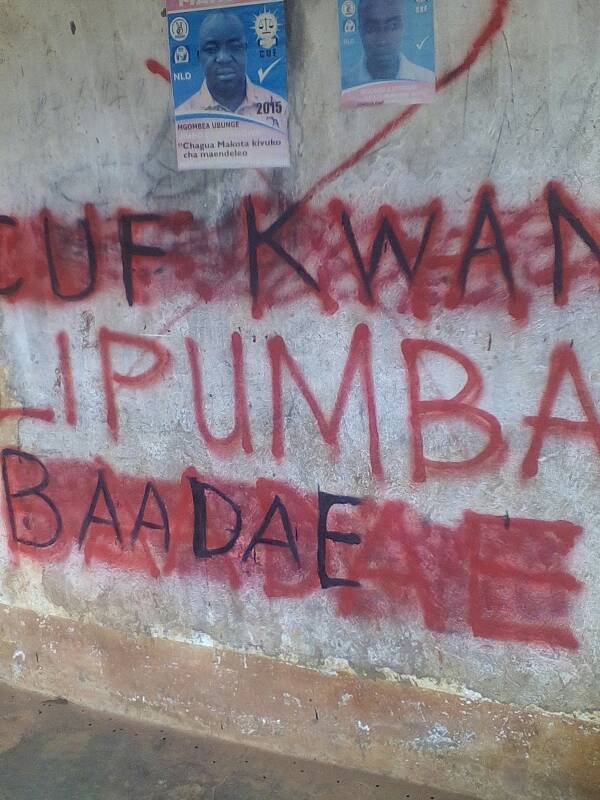 NLD
CUF
2015
MGOMBEA UBUNGE
"Chagua Makota kivuko
cha maendeleo
NLD
CUF KWAN
LIPUMBA
BAADAE